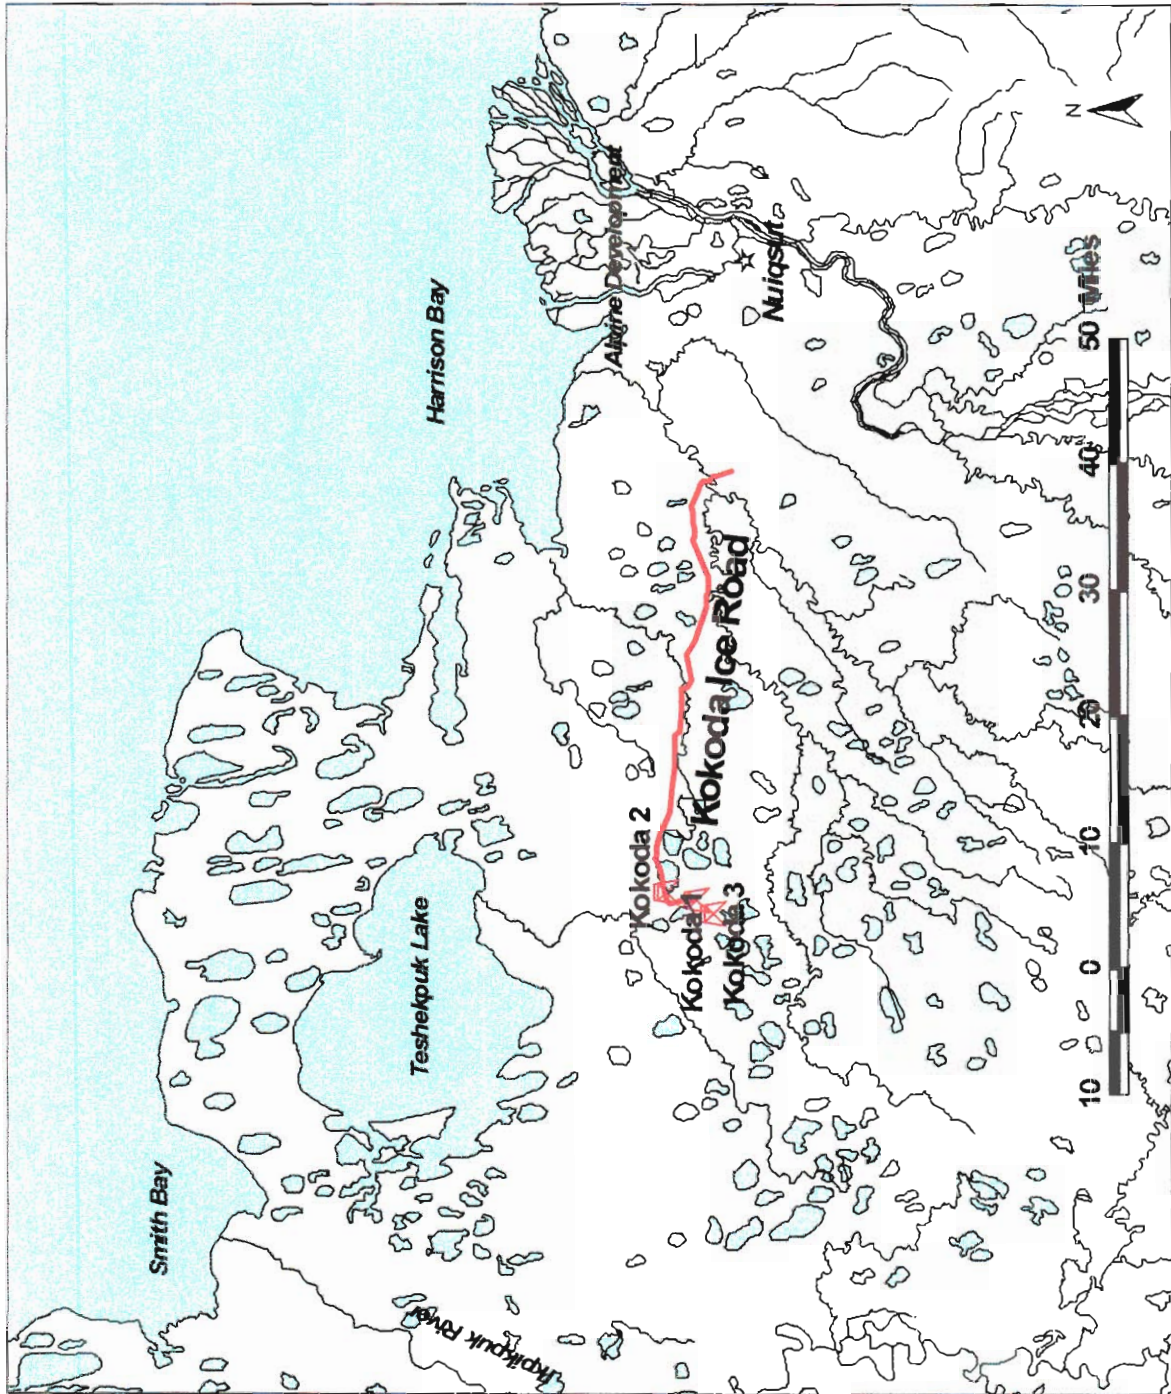 Smith Bay
Harrison Bay
Teshekpuk Lake
Ikpikpuk River
Alpine Development
Nuiqsut
Kokoda 2
Kokoda 1
Kokoda 3
Kokoda Ice Road
N
10 0 10 20 30 40 50 Miles